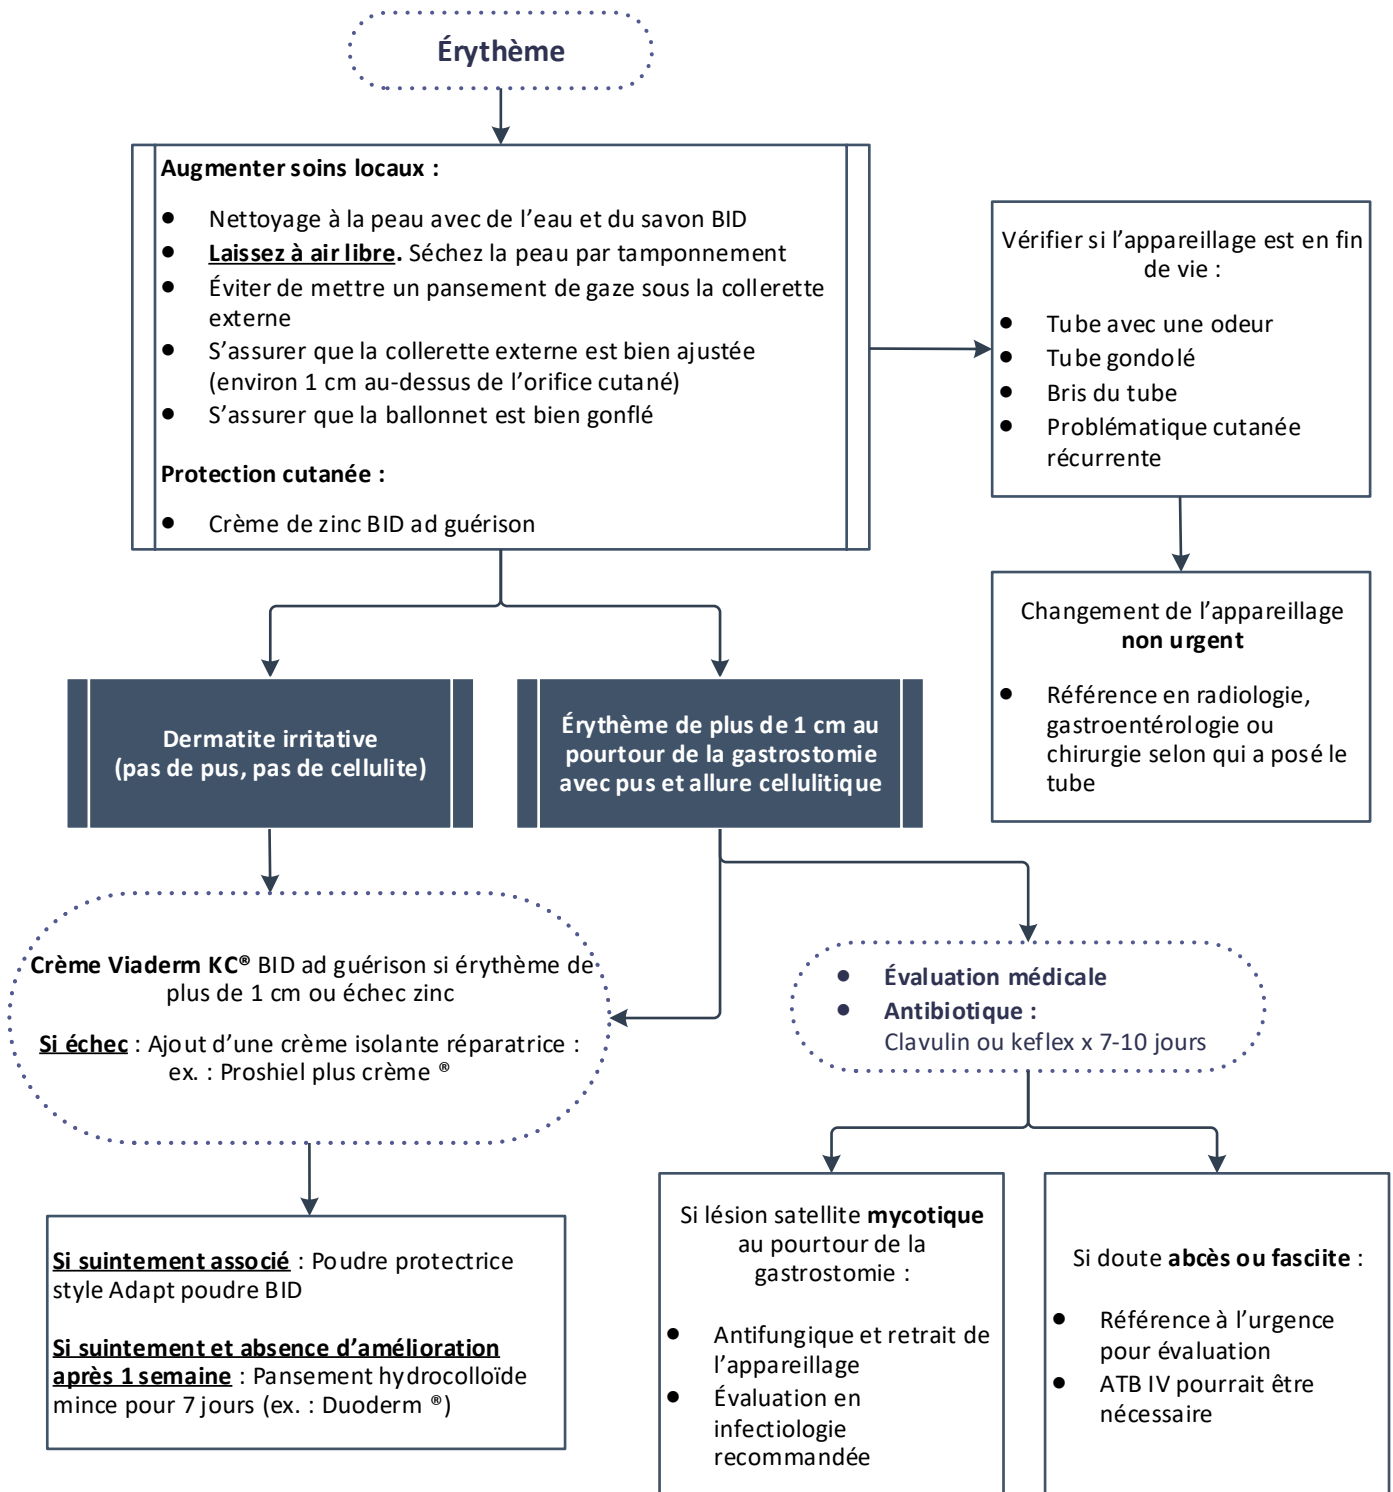 Érythème
Augmenter soins locaux :
● Nettoyage à la peau avec de l’eau et du savon BID
● Laissez à air libre. Séchez la peau par tamponnement
● Éviter de mettre un pansement de gaze sous la collerette
externe
● S’assurer que la collerette externe est bien ajustée
(environ 1 cm au-dessus de l’orifice cutané)
● S’assurer que la ballonnet est bien gonflé
Protection cutanée :
● Crème de zinc BID ad guérison
Vérifier si l’appareillage est en fin
de vie :
● Tube avec une odeur
● Tube gondolé
● Bris du tube
● Problématique cutanée
récurrente
Changement de l’appareillage
non urgent
● Référence en radiologie,
gastroentérologie ou
chirurgie selon qui a posé le
tube
Dermatite irritative
(pas de pus, pas de cellulite)
Érythème de plus de 1 cm au
pourtour de la gastrostomie
avec pus et allure cellulitique
Crème Viaderm KC® BID ad guérison si érythème de
plus de 1 cm ou échec zinc
Si échec : Ajout d’une crème isolante réparatrice :
ex. : Proshiel plus crème ®
● Évaluation médicale
● Antibiotique :
Clavulin ou keflex x 7-10 jours
Si suintement associé : Poudre protectrice
style Adapt poudre BID
Si suintement et absence d’amélioration
après 1 semaine : Pansement hydrocolloïde
mince pour 7 jours (ex. : Duoderm ®)
Si lésion satellite mycotique
au pourtour de la
gastrostomie :
● Antifungique et retrait de
l’appareillage
● Évaluation en
infectiologie
recommandée
Si doute abcès ou fasciite :
● Référence à l’urgence
pour évaluation
● ATB IV pourrait être
nécessaire